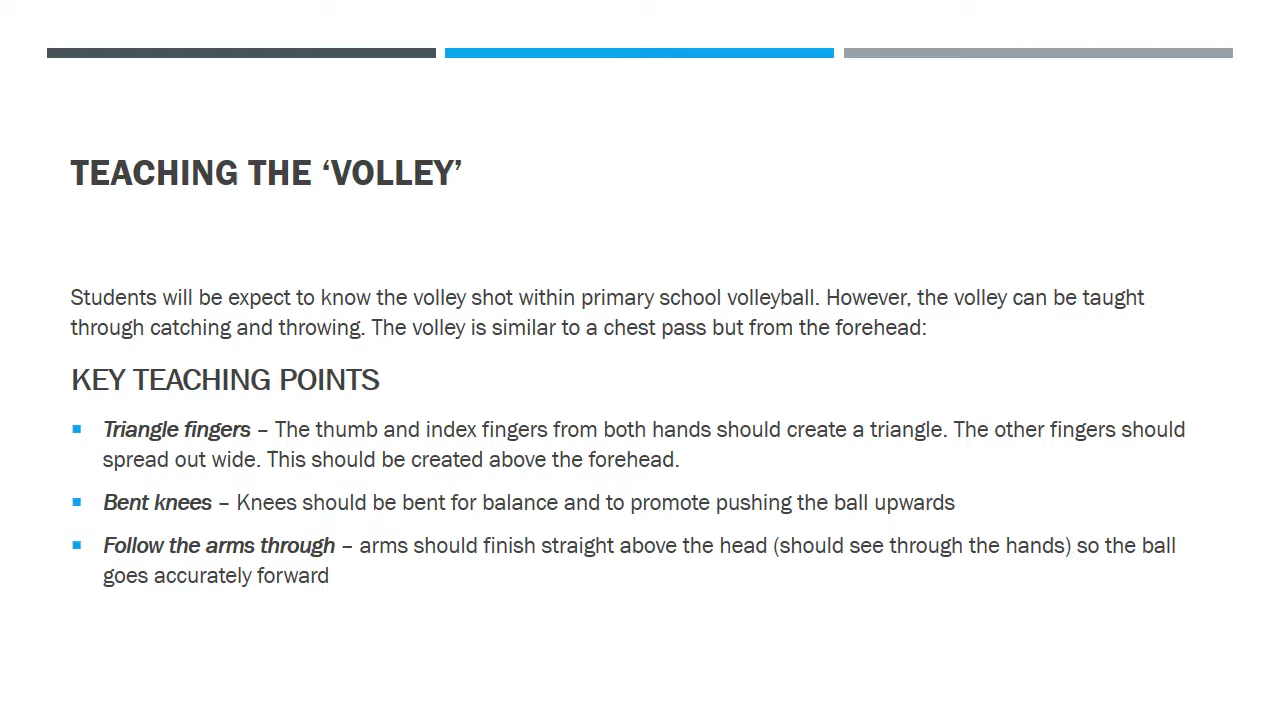 TEACHING THE ‘VOLLEY’
Students will be expect to know the volley shot within primary school volleyball. However, the volley can be taught
through catching and throwing. The volley is similar to a chest pass but from the forehead:
KEY TEACHING POINTS
▪ Triangle fingers – The thumb and index fingers from both hands should create a triangle. The other fingers should
spread out wide. This should be created above the forehead.
▪ Bent knees – Knees should be bent for balance and to promote pushing the ball upwards
▪ Follow the arms through – arms should finish straight above the head (should see through the hands) so the ball
goes accurately forward